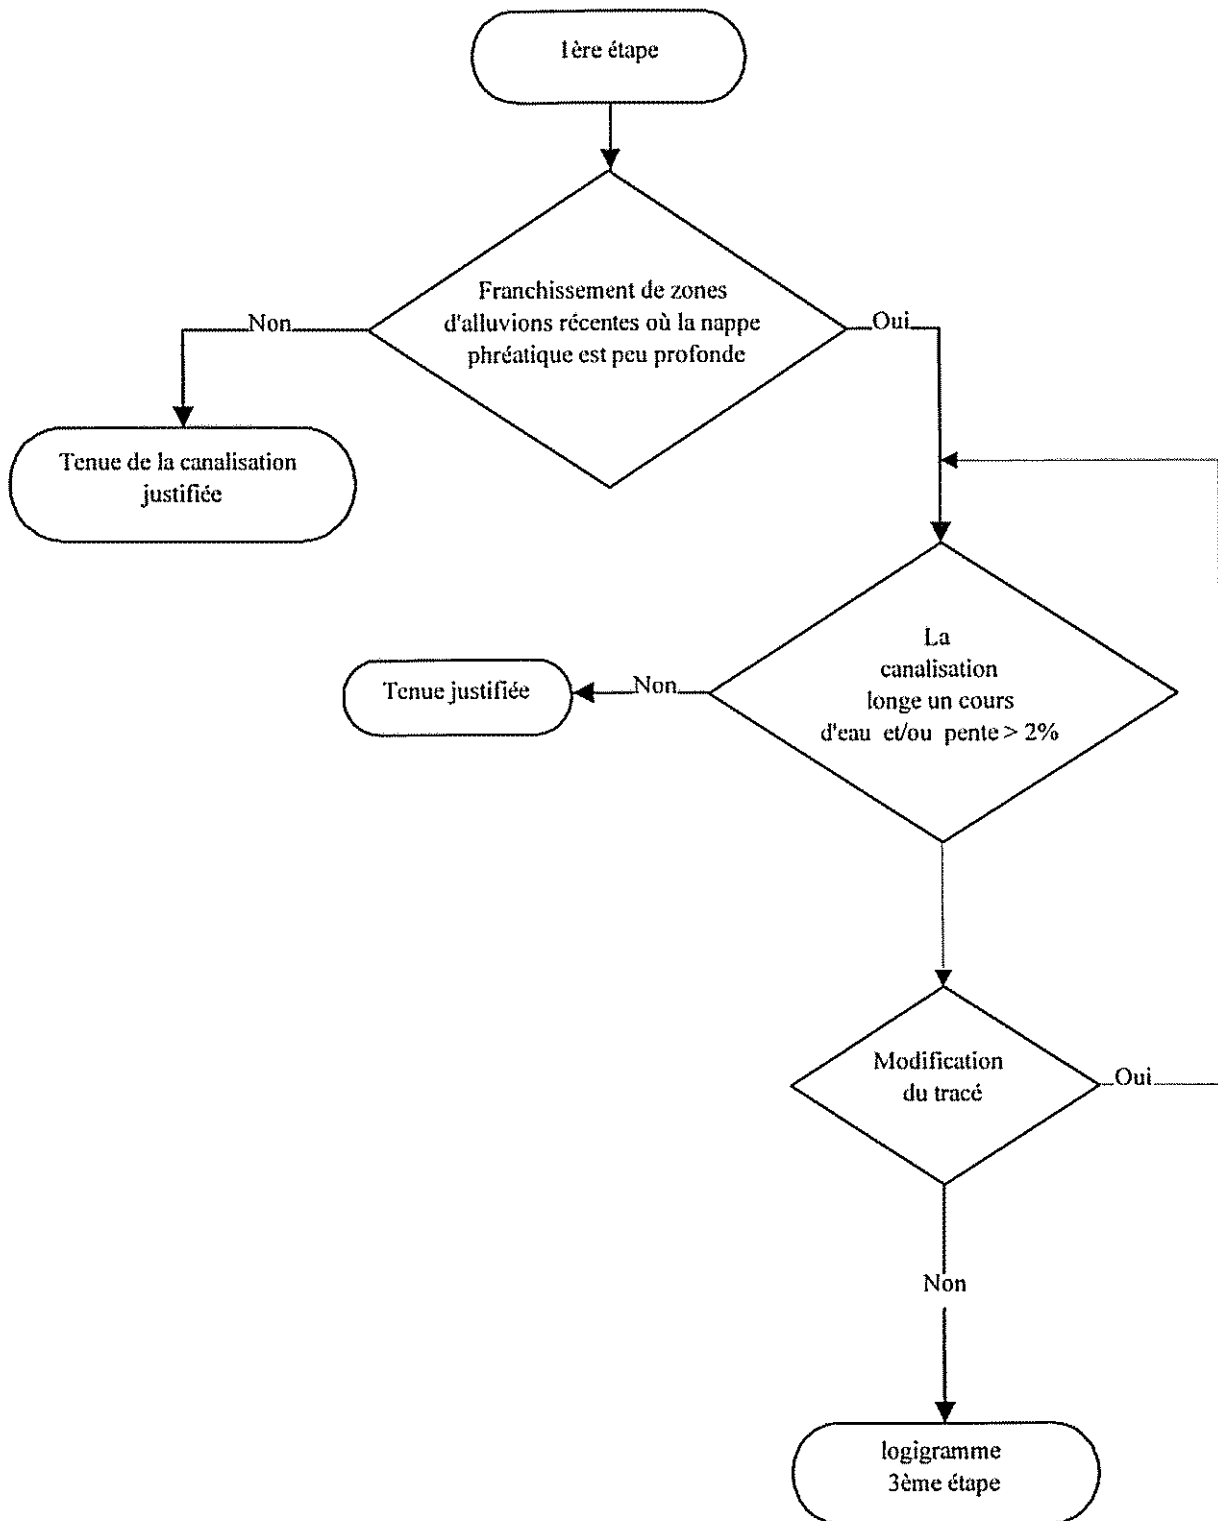 1ère étape
Franchissement de zones
d'alluvions récentes où la nappe
phréatique est peu profonde
Non
Oui
Tenue de la canalisation
justifiée
La
canalisation
longe un cours
d'eau et/ou pente > 2%
Non
Tenue justifiée
Modification
du tracé
Oui
Non
logigramme
3ème étape